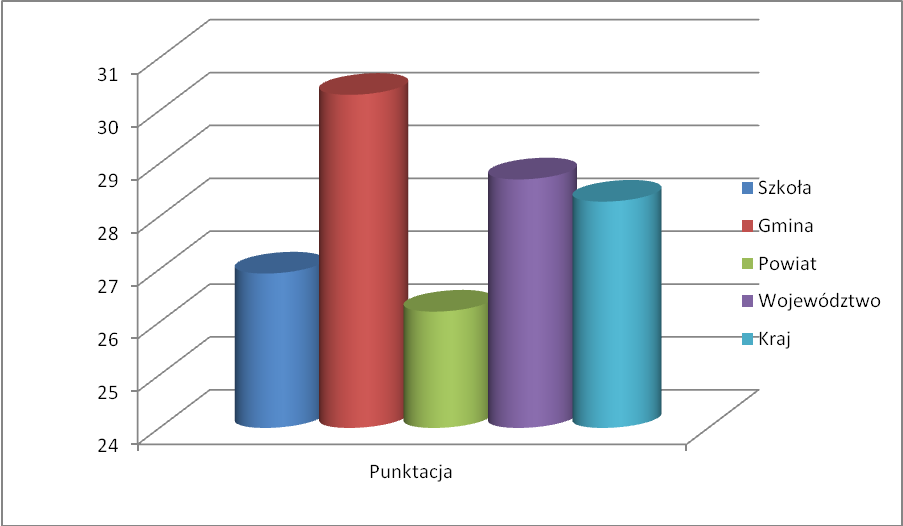 31
30
29
28
27
26
25
24
Punktacja
Szkoła
Gmina
Powiat
Województwo
Kraj